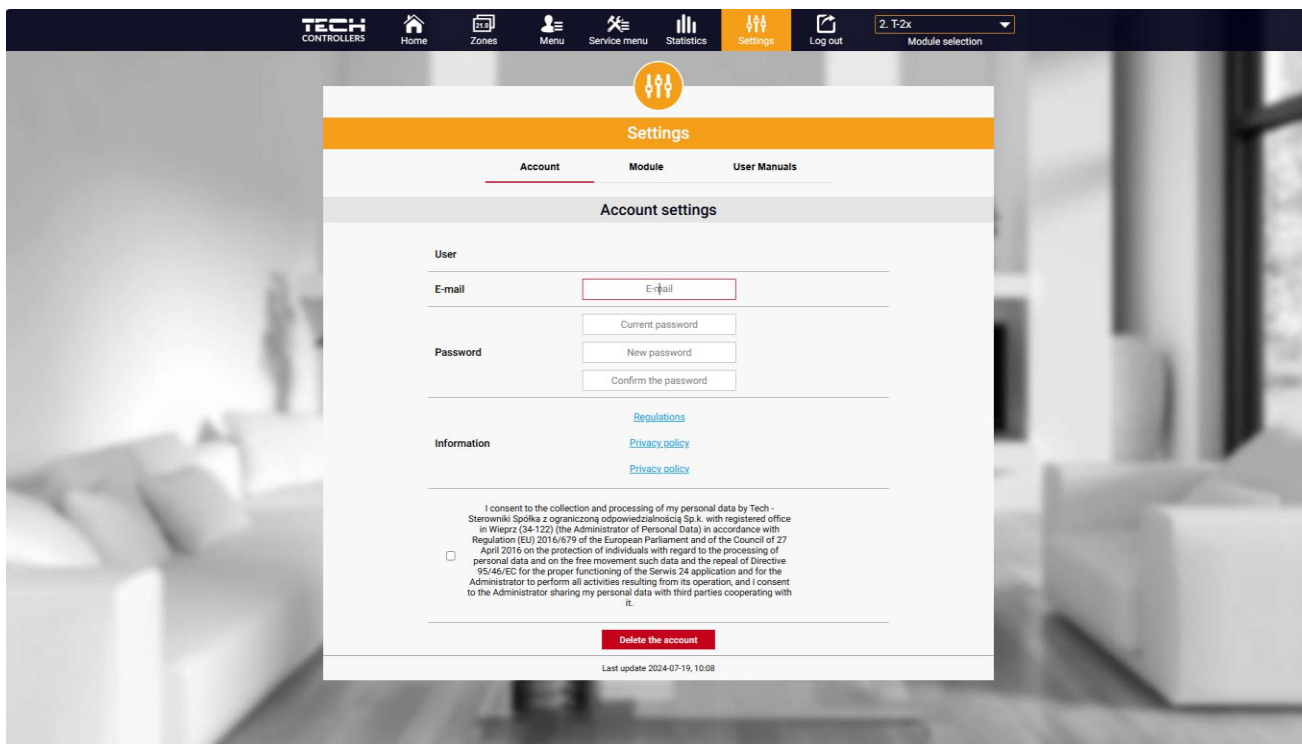 TECH
CONTROLLERS
Home
21.0
Zones
Menu
Service menu
Statistics
Settings
Log out
2. T-2x
Module selection
Settings
Account Module User Manuals
Account settings
User
E-mail E-mail
Current password
Password New password
Confirm the password
Regulations
Information Privacy policy
Privacy policy
I consent to the collection and processing of my personal data by Tech -
Sterowniki Spółka z ograniczoną odpowiedzialnością Sp.k. with registered office
in Wieprz (34-122) (the Administrator of Personal Data) in accordance with
Regulation (EU) 2016/679 of the European Parliament and of the Council of 27
April 2016 on the protection of individuals with regard to the processing of
personal data and on the free movement such data and the repeal of Directive
95/46/EC for the proper functioning of the Serwis 24 application and for the
Administrator to perform all activities resulting from its operation, and I consent
to the Administrator sharing my personal data with third parties cooperating with
it.
Delete the account
Last update 2024-07-19, 10:08